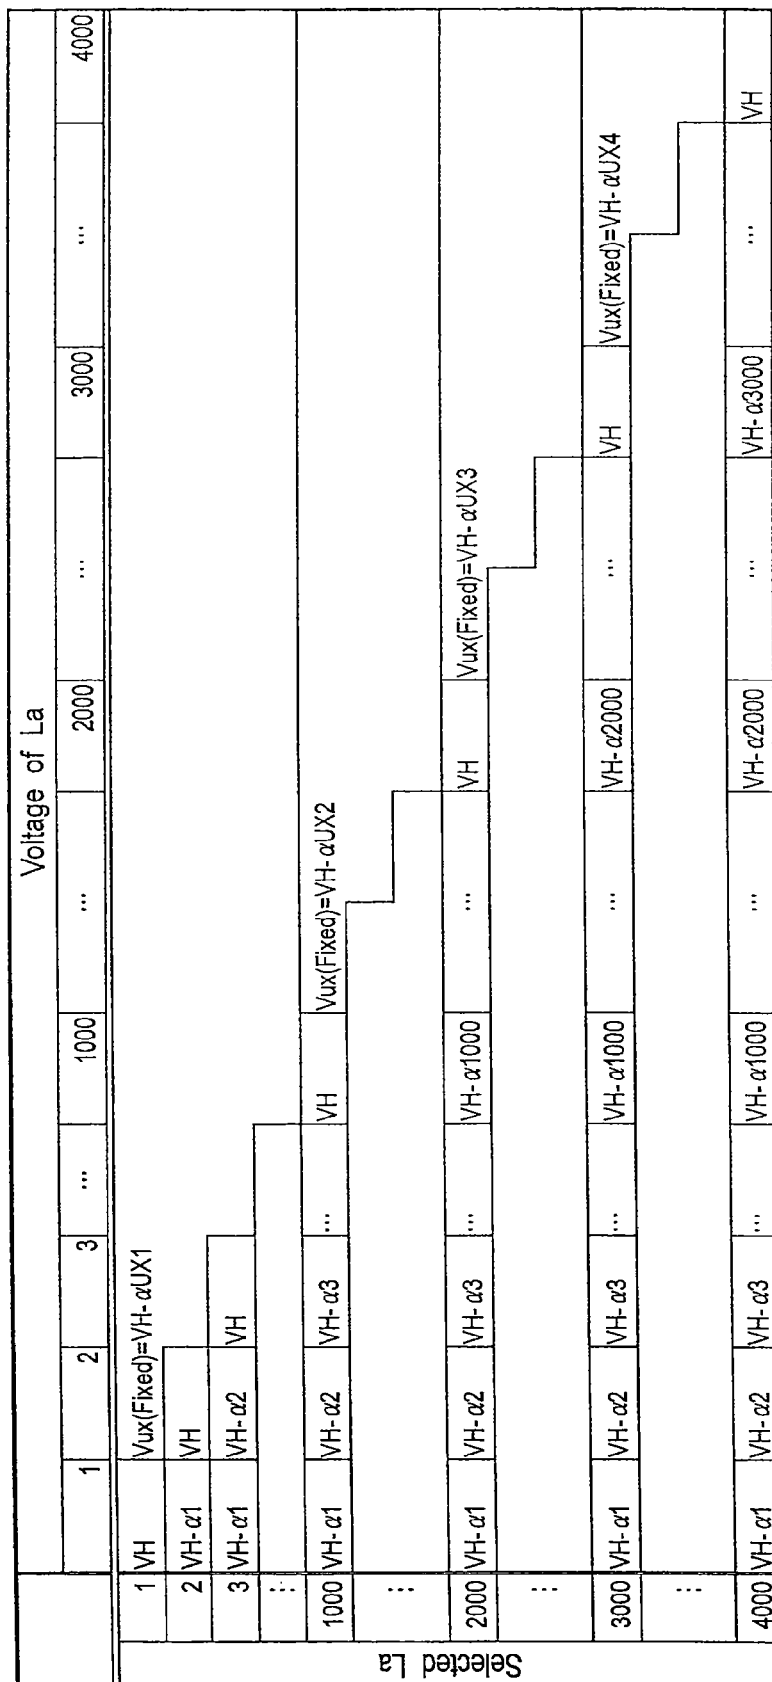 Voltage of La
1 2 3 ... 1000 ... 2000 ... 3000 ... 4000
Selected La
1 VH Vux(Fixed)=VH-αUX1
2 VH-α1 VH
3 VH-α1 VH-α2 VH
...
1000 VH-α1 VH-α2 VH-α3 ... VH Vux(Fixed)=VH-αUX2
...
2000 VH-α1 VH-α2 VH-α3 ... VH-α1000 ... VH Vux(Fixed)=VH-αUX3
...
3000 VH-α1 VH-α2 VH-α3 ... VH-α1000 ... VH-α2000 ... VH Vux(Fixed)=VH-αUX4
...
4000 VH-α1 VH-α2 VH-α3 ... VH-α1000 ... VH-α2000 ... VH-α3000 ... VH